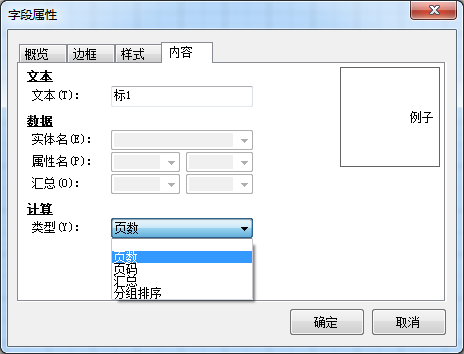 字段属性
概览 边框 样式 内容
文本
文本(T): 标1
例子
数据
实体名(E):
属性名(P):
汇总(O):
计算
类型(Y): 页数
页数
页码
汇总
分组排序
确定 取消